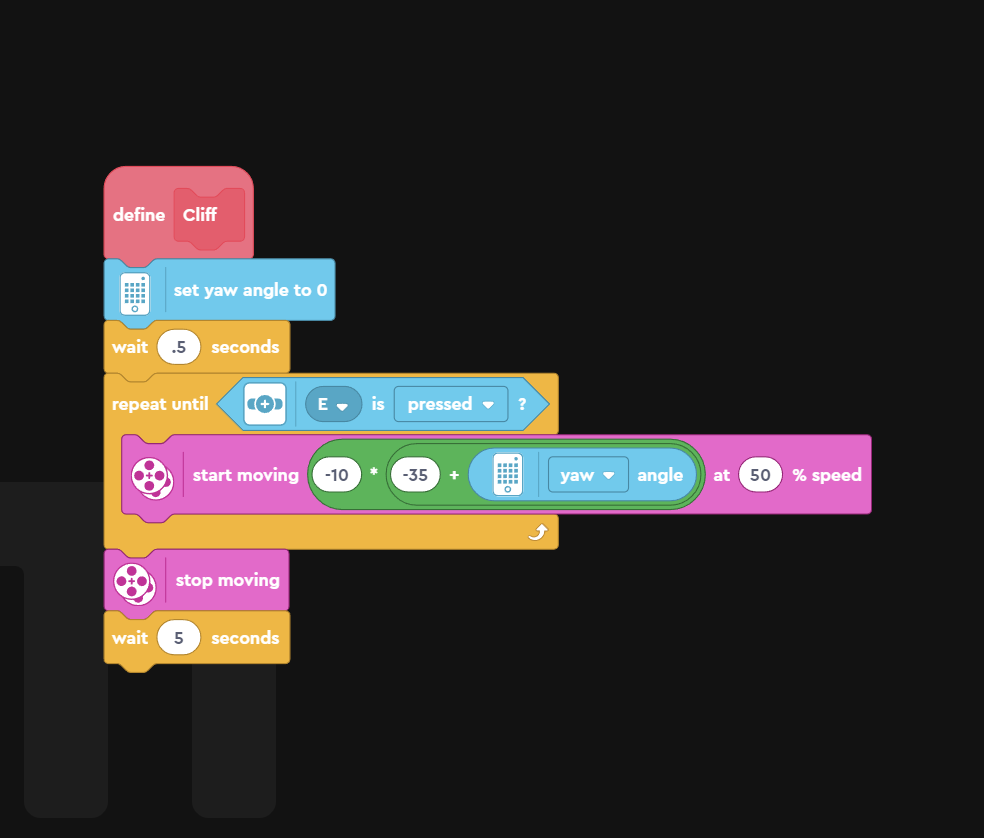 define Cliff
set yaw angle to 0
wait .5 seconds
repeat until E is pressed ?
start moving -10 * -35 + yaw angle at 50 % speed
stop moving
wait 5 seconds